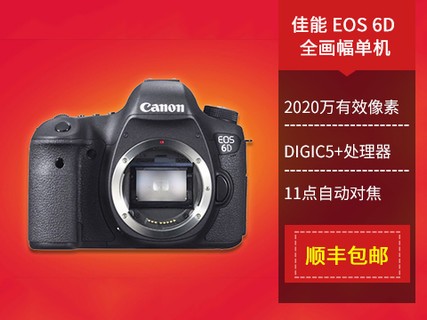 佳能 EOS 6D
全画幅单机
2020万有效像素
DIGIC5+处理器
11点自动对焦
顺丰包邮
Canon
EOS
6D